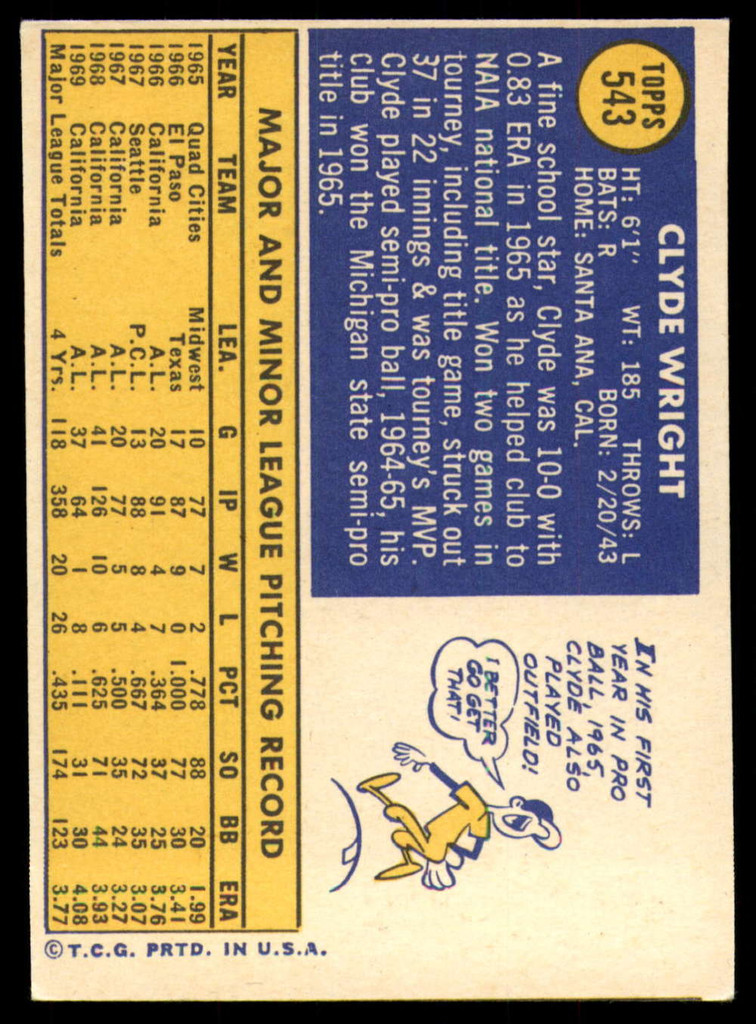 TOPPS
543
CLYDE WRIGHT
HT: 6'1" WT: 185 THROWS: L
BATS: R BORN: 2/20/43
HOME: SANTA ANA, CAL.
A fine school star, Clyde was 10-0 with
0.83 ERA in 1965 as he helped club to
NAIA national title. Won two games in
tourney, including title game, struck out
37 in 22 innings & was tourney's MVP.
Clyde played semi-pro ball, 1964-65, his
Club won the Michigan state semi-pro
title in 1965.
IN HIS FIRST
YEAR IN PRO
BALL, 1965,
CLYDE ALSO
PLAYED
OUTFIELD!
I BETTER
GO GET
THAT!
MAJOR AND MINOR LEAGUE PITCHING RECORD
YEAR TEAM LEA. G IP W L PCT SO BB ERA
1965 Quad Cities Midwest 10 77 7 2 .778 88 20 1.99
1966 El Paso Texas 17 87 9 0 1.000 77 30 3.41
1966 California A.L. 20 91 4 7 .364 37 25 3.76
1967 Seattle P.C.L. 13 88 8 4 .667 72 35 3.07
1967 California A.L. 20 77 5 5 .500 35 24 3.27
1968 California A.L. 41 126 10 6 .625 71 44 3.93
1969 California A.L. 37 64 1 8 .111 31 30 4.08
Major League Totals 4 Yrs. 118 358 20 26 .435 174 123 3.77
© T.C.G. PRTD. IN U.S.A.